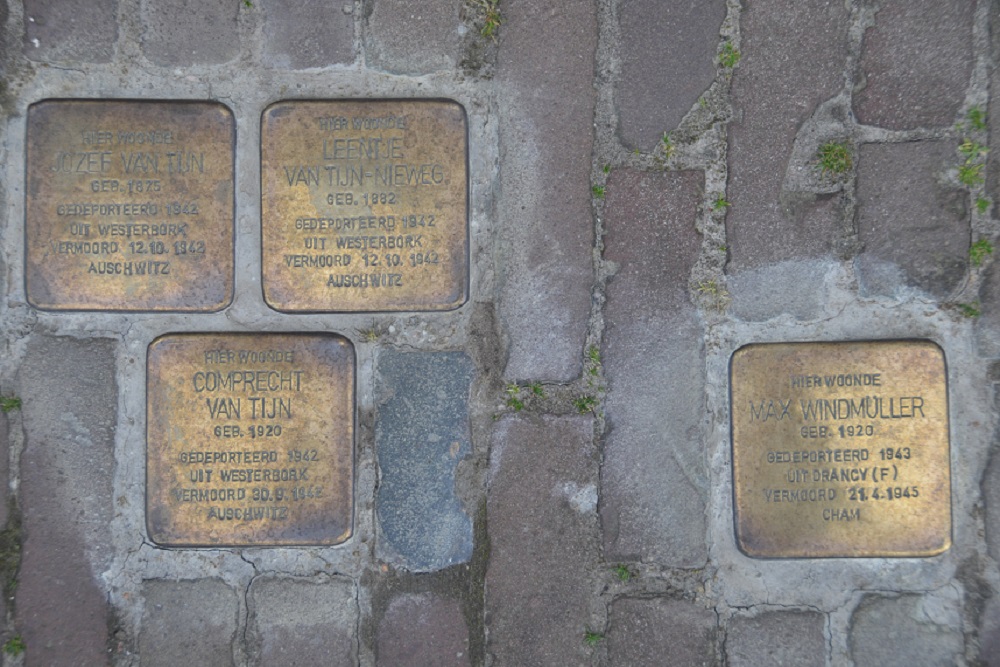 HIER WOONDE
JOZEF VAN TIJN
GEB. 1875
GEDEPORTEERD 1942
UIT WESTERBORK
VERMOORD 12.10.1942
AUSCHWITZ
HIER WOONDE
LEENTJE
VAN TIJN-NIEWEG
GEB. 1882
GEDEPORTEERD 1942
UIT WESTERBORK
VERMOORD 12.10.1942
AUSCHWITZ
HIER WOONDE
COMPRECHT
VAN TIJN
GEB. 1920
GEDEPORTEERD 1942
UIT WESTERBORK
VERMOORD 30.9.1942
AUSCHWITZ
HIER WOONDE
MAX WINDMÜLLER
GEB. 1920
GEDEPORTEERD 1943
UIT DRANCY (F)
VERMOORD 21.4.1945
CHAM